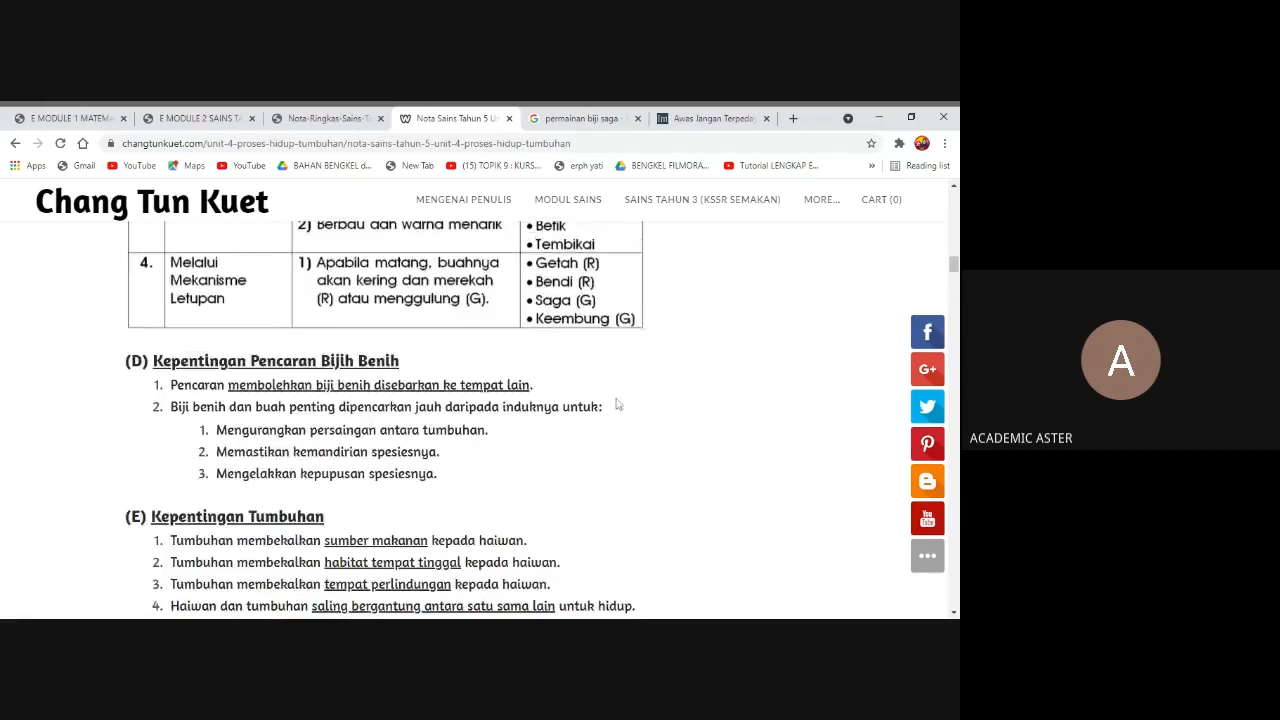 E MODULE 1 MATEMA
E MODULE 2 SAINS TA
Nota-Ringkas-Sains-Ta
Nota Sains Tahun 5 Un
permainan biji saga -
Awas Jangan Terpeda
changtunkuet.com/unit-4-proses-hidup-tumbuhan/nota-sains-tahun-5-unit-4-proses-hidup-tumbuhan
Apps
Gmail
YouTube
Maps
YouTube
BAHAN BENGKEL d...
New Tab
(15) TOPIK 9 : KURS...
erph yati
BENGKEL FILMORA...
Tutorial LENGKAP E...
»
Reading list
Chang Tun Kuet
MENGENAI PENULIS
MODUL SAINS
SAINS TAHUN 3 (KSSR SEMAKAN)
MORE...
CART (0)
2) Berbau dan warna menarik
• Betik
• Tembikai
4.
Melalui
Mekanisme
Letupan
1) Apabila matang, buahnya
akan kering dan merekah
(R) atau menggulung (G).
• Getah (R)
• Bendi (R)
• Saga (G)
• Keembung (G)
(D) Kepentingan Pencaran Bijih Benih
1. Pencaran membolehkan biji benih disebarkan ke tempat lain.
2. Biji benih dan buah penting dipencarkan jauh daripada induknya untuk:
1. Mengurangkan persaingan antara tumbuhan.
2. Memastikan kemandirian spesiesnya.
3. Mengelakkan kepupusan spesiesnya.
(E) Kepentingan Tumbuhan
1. Tumbuhan membekalkan sumber makanan kepada haiwan.
2. Tumbuhan membekalkan habitat tempat tinggal kepada haiwan.
3. Tumbuhan membekalkan tempat perlindungan kepada haiwan.
4. Haiwan dan tumbuhan saling bergantung antara satu sama lain untuk hidup.
f
G+
You
Tube
A
ACADEMIC ASTER